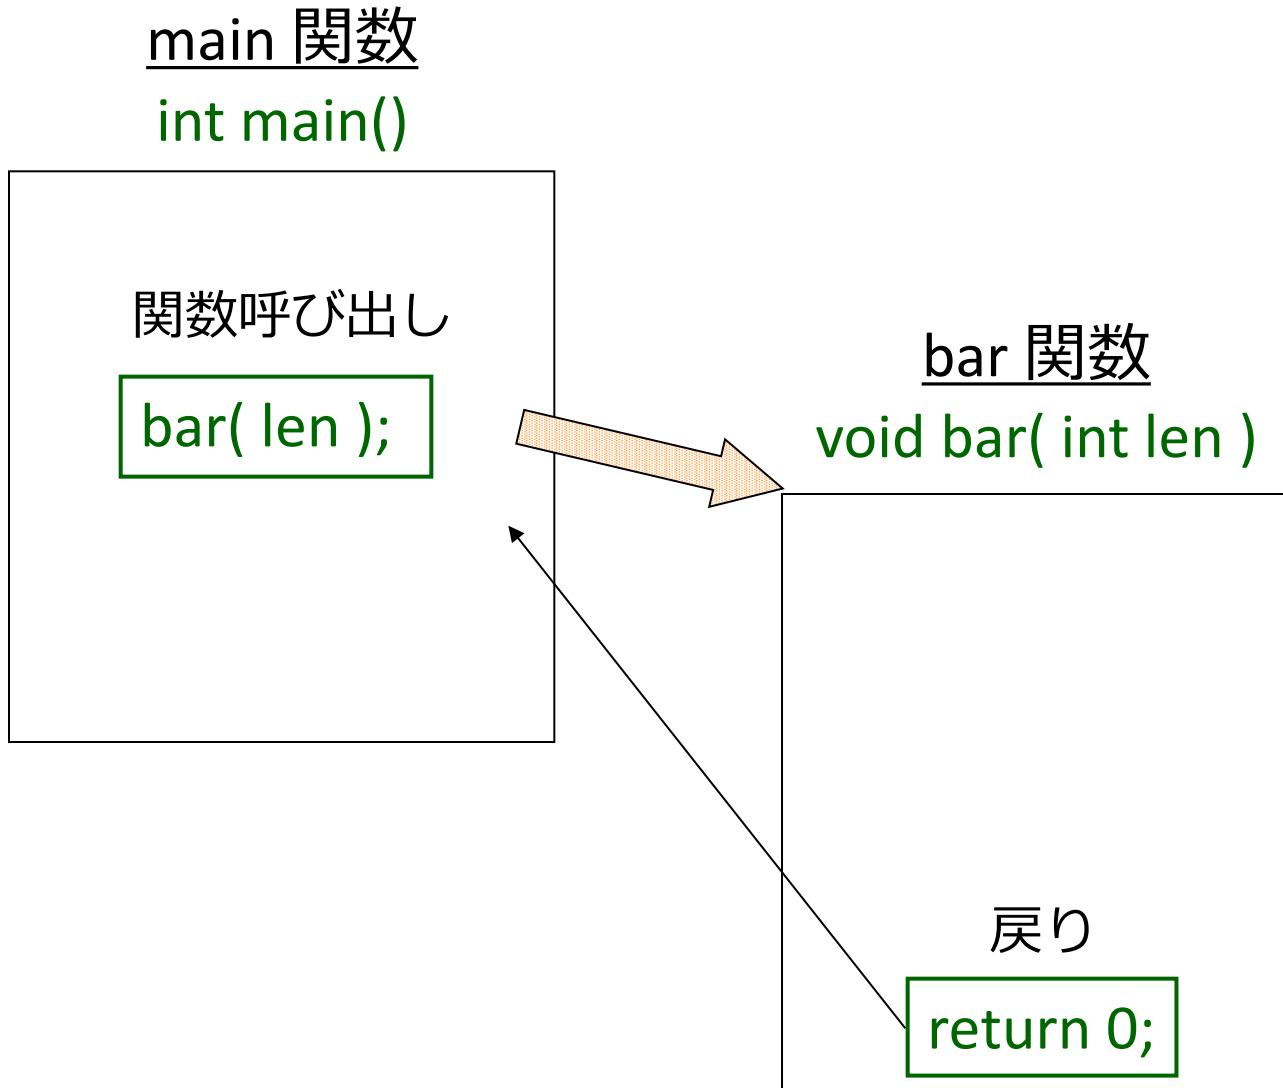 main 関数
int main()
関数呼び出し
bar( len );
bar 関数
void bar( int len )
戻り
return 0;